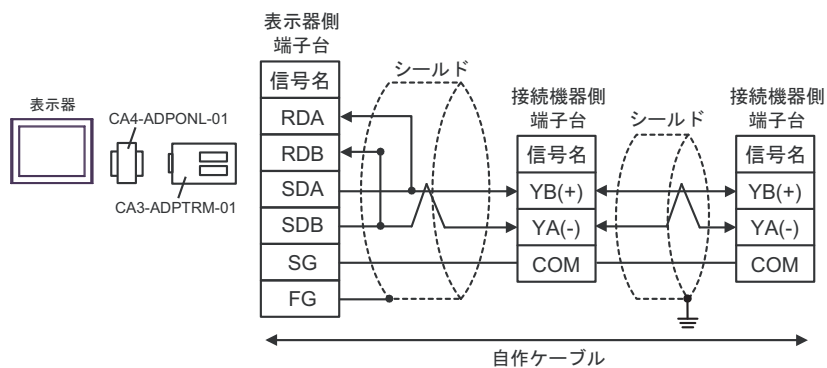 表示器側
端子台
信号名
RDA
RDB
SDA
SDB
SG
FG
シールド
表示器
CA4-ADPONL-01
CA3-ADPTRM-01
接続機器側
端子台
信号名
YB(+)
YA(-)
COM
シールド
接続機器側
端子台
信号名
YB(+)
YA(-)
COM
自作ケーブル